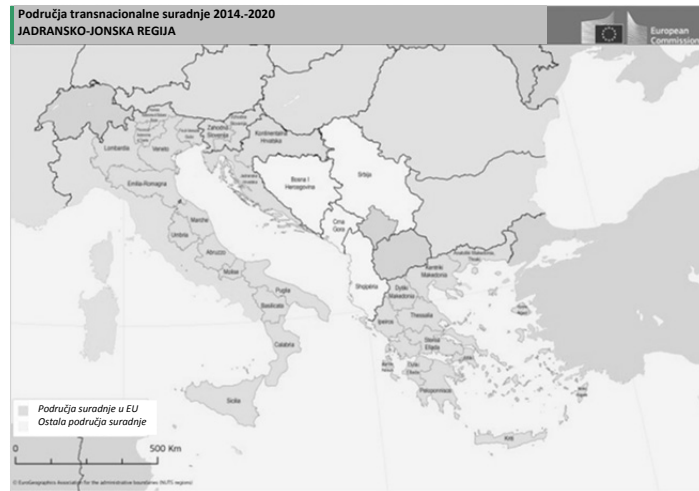 Područja transnacionalne suradnje 2014.-2020
JADRANSKO-JONSKA REGIJA
European
Commission
Zahodna
Slovenija
Kontinentalna
Hrvatska
Lombardia
Veneto
Emilia-Romagna
Bosna I
Hercegovina
Srbija
Marche
Umbria
Crna
Gora
Abruzzo
Molise
Shqipëria
Puglia
Basilicata
Kentriki
Makedonia
Dytiki
Makedonia
Ipeiros
Thessalia
Calabria
Sterea
Ellada
Dytiki
Ellada
Peloponnisos
Sicilia
Kriti
Područja suradnje u EU
Ostala područja suradnje
0
500 Km
© EuroGeographics Association for the administrative boundaries (NUTS regions)